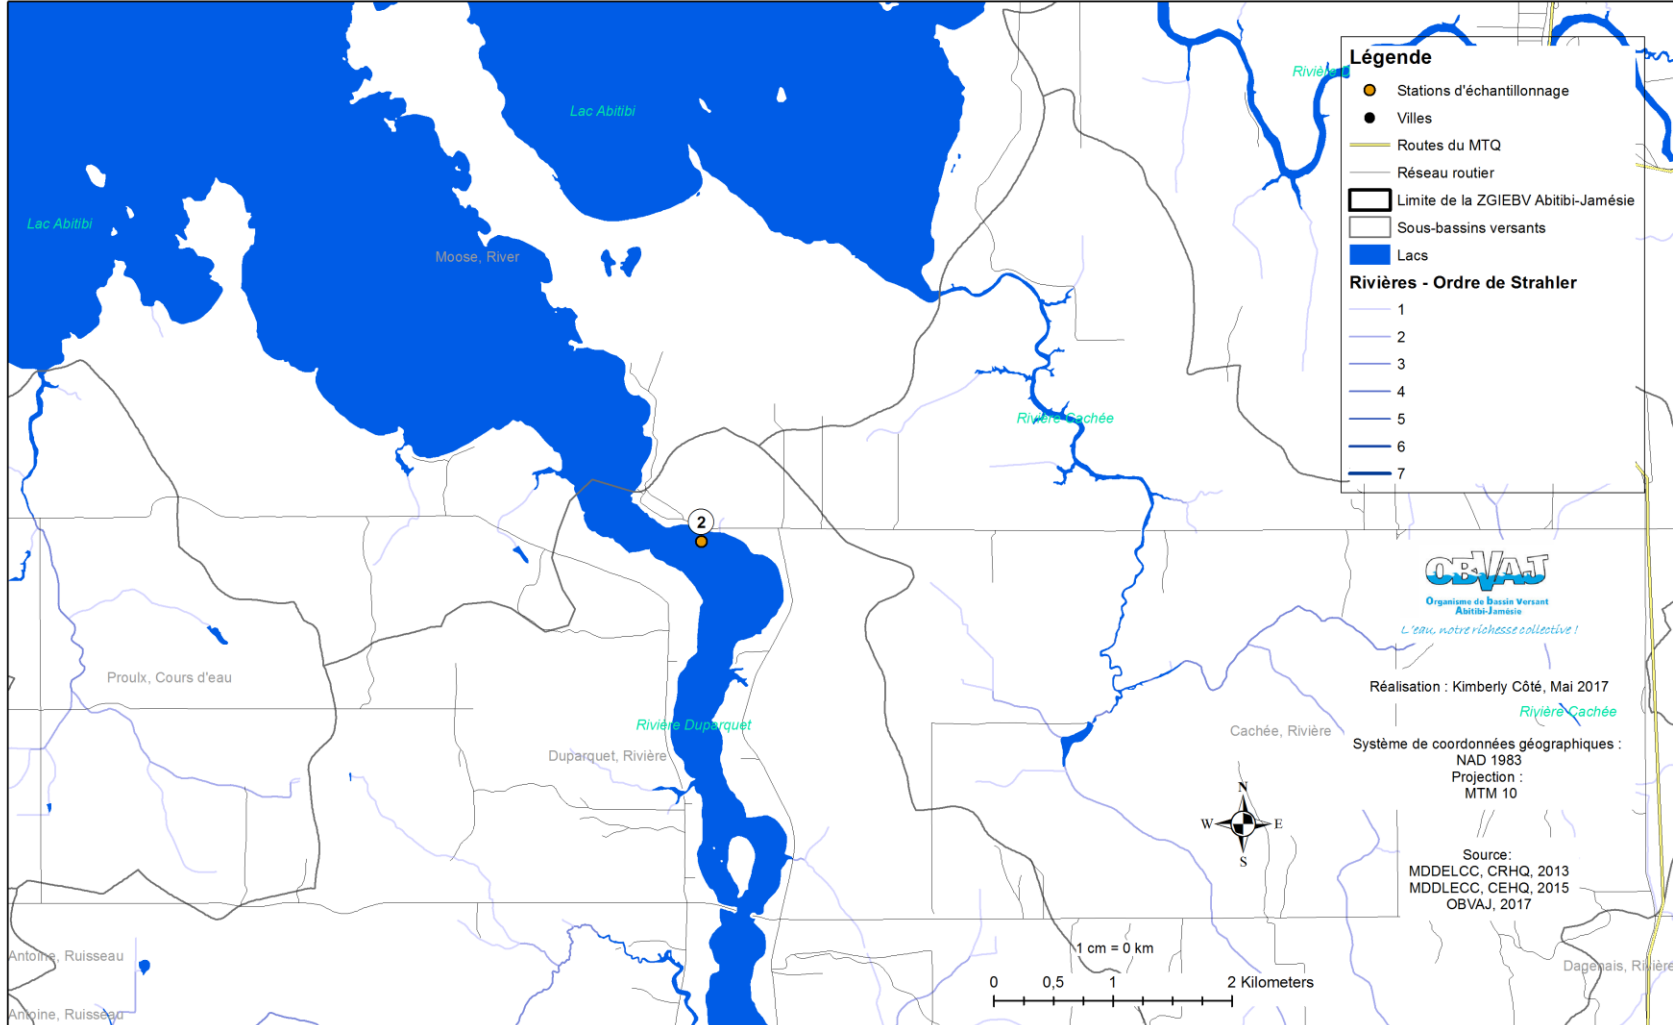 Légende
Stations d'échantillonnage
Villes
Routes du MTQ
Réseau routier
Limite de la ZGIEBV Abitibi-Jamésie
Sous-bassins versants
Lacs
Rivières - Ordre de Strahler
1
2
3
4
5
6
7
Rivière
Lac Abitibi
Lac Abitibi
Moose, River
Rivière Cachée
2
OBVAJ
Organisme de Bassin Versant
Abitibi-Jamésie
L'eau, notre richesse collective !
Proulx, Cours d'eau
Réalisation : Kimberly Côté, Mai 2017
Rivière Cachée
Rivière Duparquet
Cachée, Rivière
Duparquet, Rivière
Système de coordonnées géographiques :
NAD 1983
Projection :
MTM 10
N
W
E
S
Source:
MDDELCC, CRHQ, 2013
MDDLECC, CEHQ, 2015
OBVAJ, 2017
Antoine, Ruisseau
1 cm = 0 km
Dagenais, Rivière
0 0,5 1 2 Kilometers
Antoine, Ruisseau